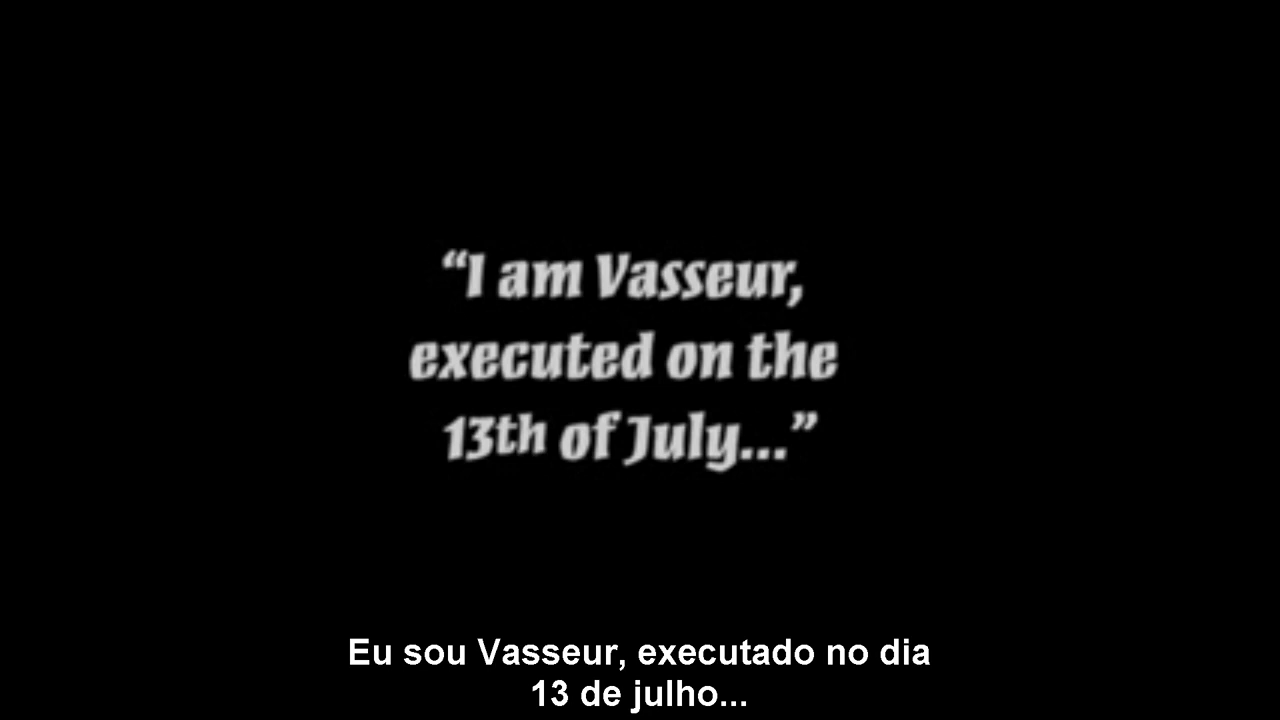 “I am Vasseur,
executed on the
13th of July...”
Eu sou Vasseur, executado no dia
13 de julho...